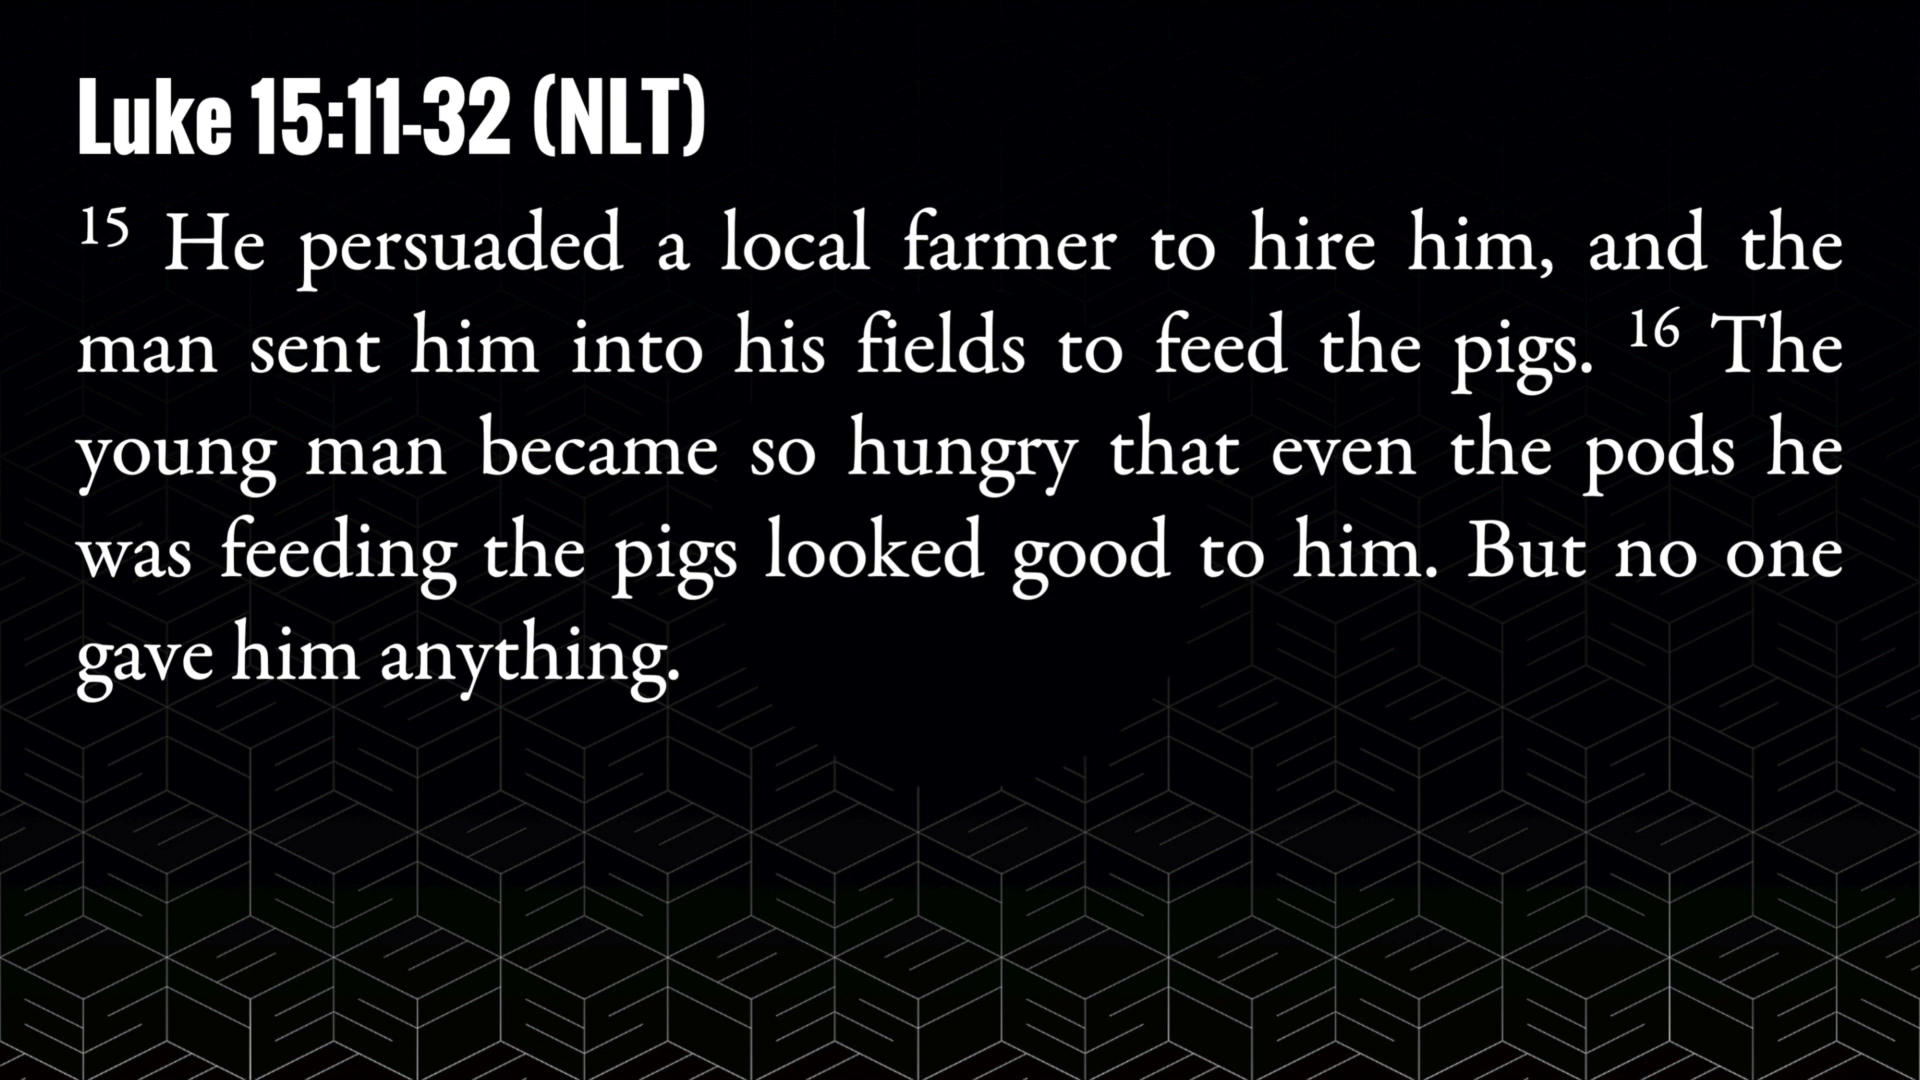 Luke 15:11-32 (NLT)
15 He persuaded a local farmer to hire him, and the
man sent him into his fields to feed the pigs. 16 The
young man became so hungry that even the pods he
was feeding the pigs looked good to him. But no one
gave him anything.